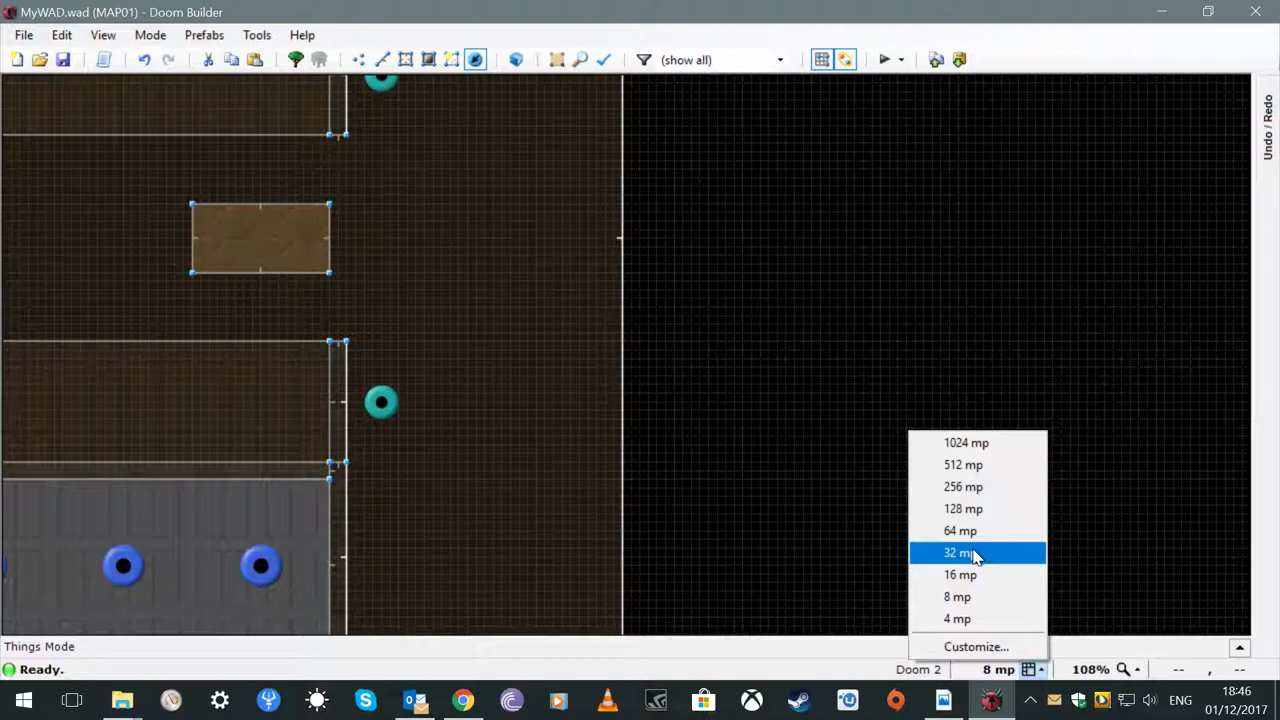 MyWAD.wad (MAP01) - Doom Builder
File Edit View Mode Prefabs Tools Help
(show all)
Undo / Redo
1024 mp
512 mp
256 mp
128 mp
64 mp
32 mp
16 mp
8 mp
4 mp
Customize...
Things Mode
Ready.
Doom 2 8 mp 108% -- , --
ENG
18:46
01/12/2017